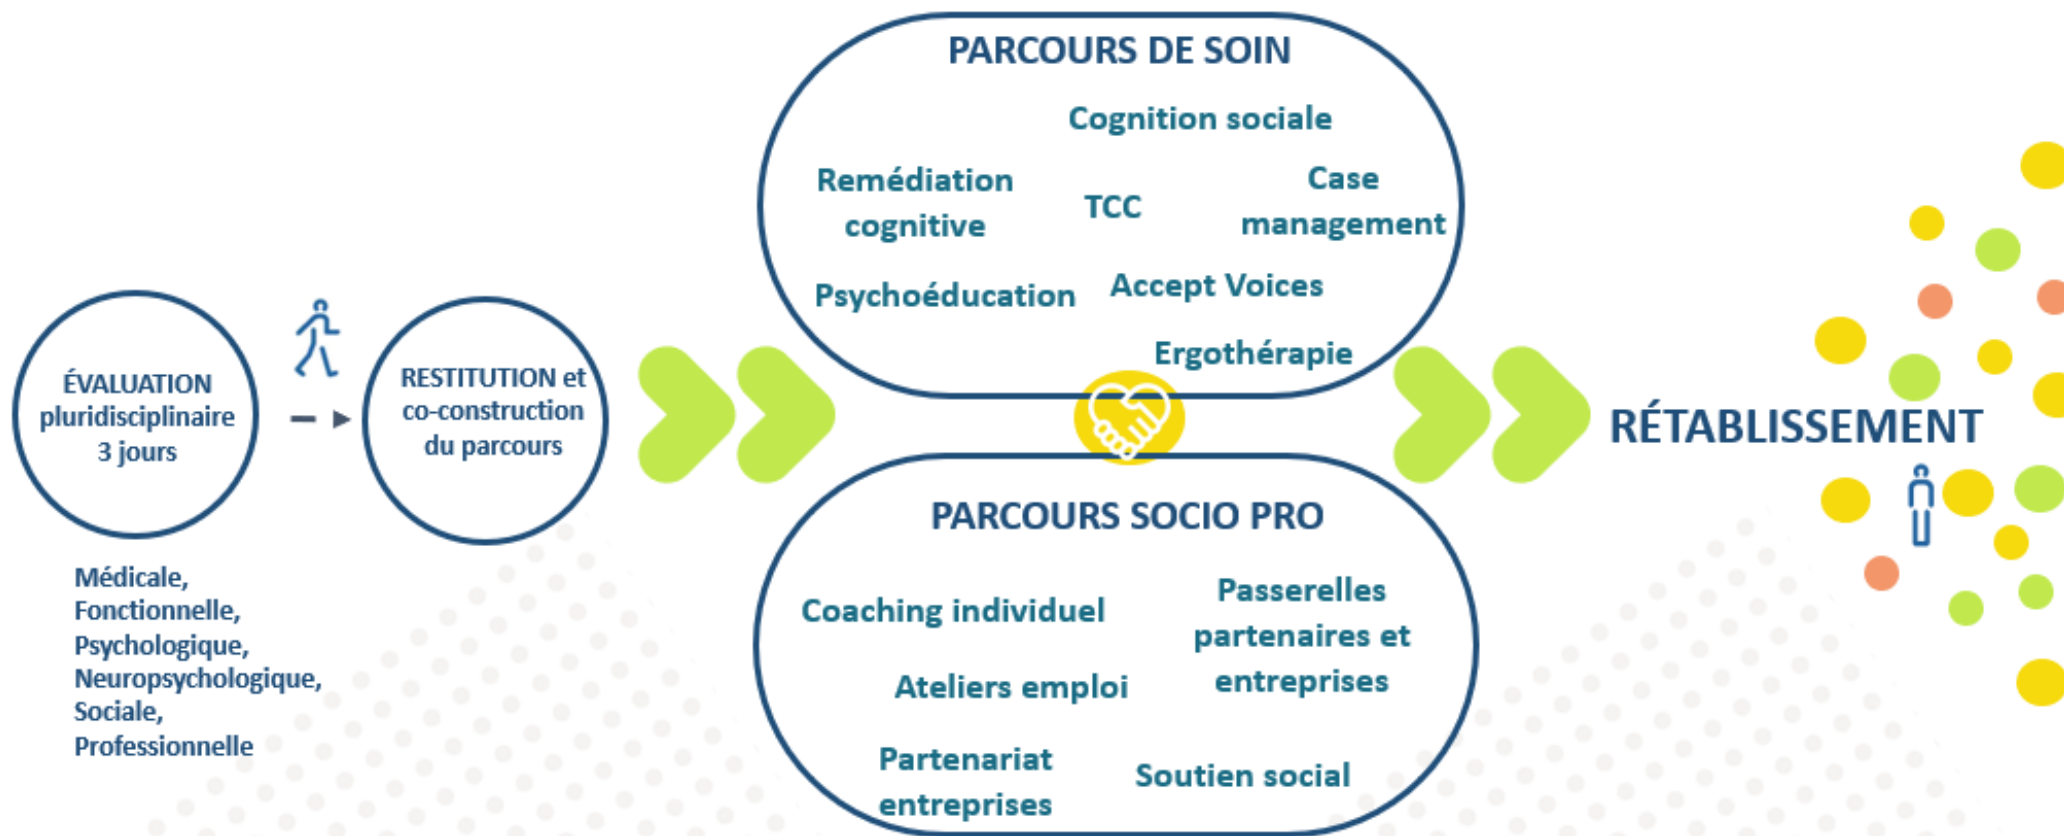 ÉVALUATION
pluridisciplinaire
3 jours
Médicale,
Fonctionnelle,
Psychologique,
Neuropsychologique,
Sociale,
Professionnelle
RESTITUTION et
co-construction
du parcours
PARCOURS DE SOIN
Cognition sociale
Remédiation
cognitive
TCC
Case
management
Psychoéducation
Accept Voices
Ergothérapie
PARCOURS SOCIO PRO
Coaching individuel
Passerelles
partenaires et
entreprises
Ateliers emploi
Partenariat
entreprises
Soutien social
RÉTABLISSEMENT